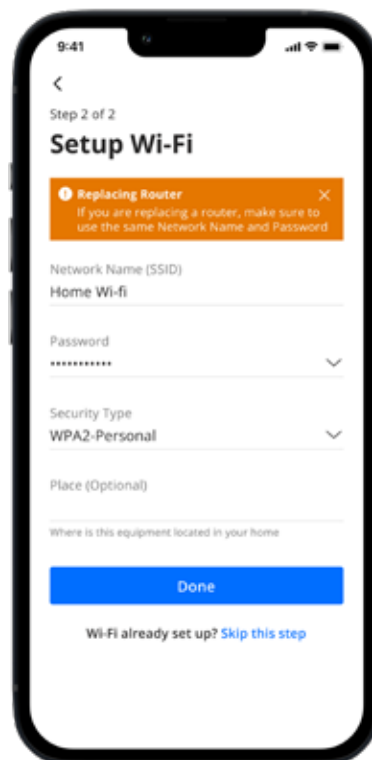 9:41
Step 2 of 2
Setup Wi-Fi
Replacing Router
If you are replacing a router, make sure to
use the same Network Name and Password
Network Name (SSID)
Home Wi-fi
Password
•••••••••••
Security Type
WPA2-Personal
Place (Optional)
Where is this equipment located in your home
Done
Wi-Fi already set up? Skip this step